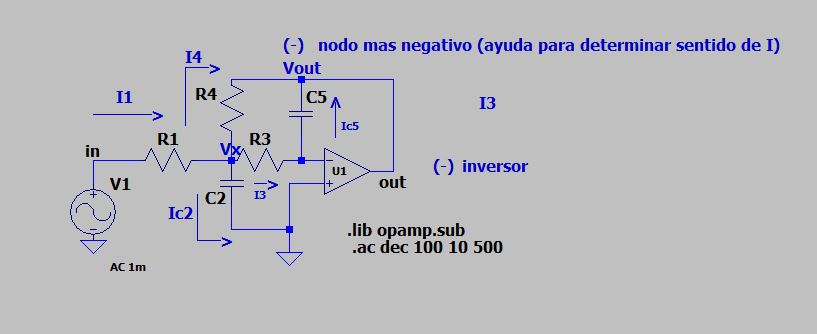 (-) nodo mas negativo (ayuda para determinar sentido de I)
I4
Vout
R4
C5
I1
I3
Ic5
R1
Vx
R3
in
U1
(-) inversor
V1
C2
I3
out
Ic2
.lib opamp.sub
.ac dec 100 10 500
AC 1m